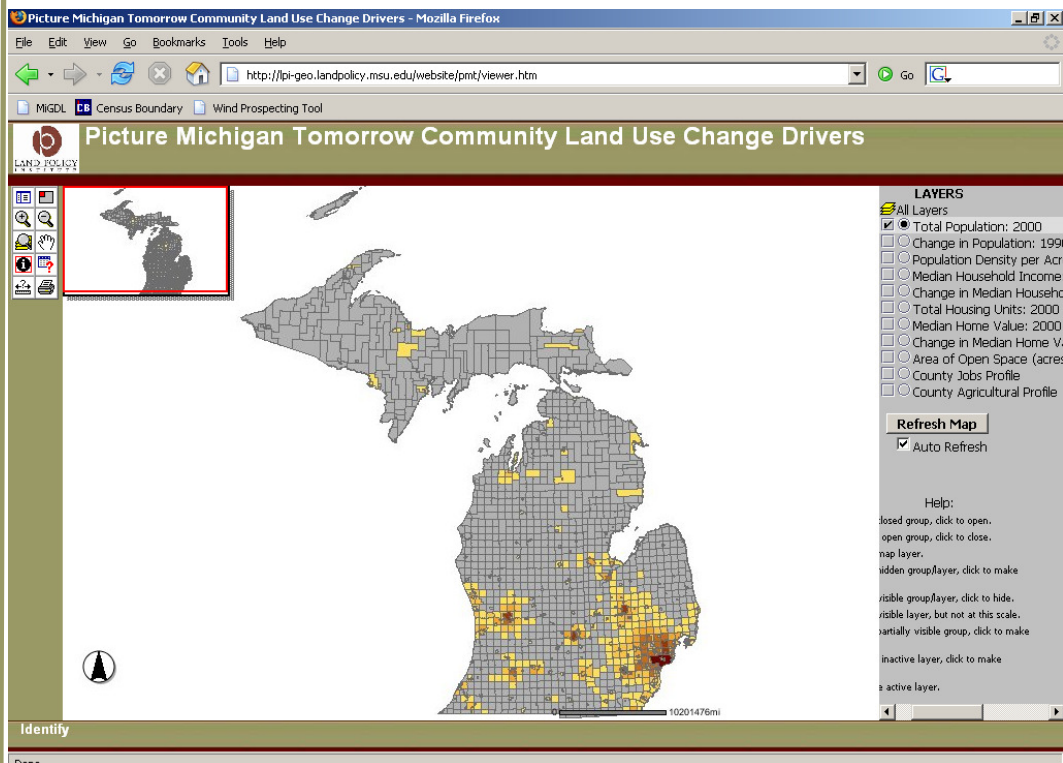 Picture Michigan Tomorrow Community Land Use Change Drivers - Mozilla Firefox
File Edit View Go Bookmarks Tools Help
http://lpi-geo.landpolicy.msu.edu/website/pmt/viewer.htm
Go
G
MiGDL CB Census Boundary Wind Prospecting Tool
LAND POLICY
INSTITUTE
Picture Michigan Tomorrow Community Land Use Change Drivers
LAYERS
All Layers
Total Population: 2000
Change in Population: 1990
Population Density per Acr
Median Household Income
Change in Median Househo
Total Housing Units: 2000
Median Home Value: 2000
Change in Median Home Va
Area of Open Space (acres
County Jobs Profile
County Agricultural Profile
Refresh Map
Auto Refresh
Help:
closed group, click to open.
open group, click to close.
map layer.
hidden group/layer, click to make
visible group/layer, click to hide.
visible layer, but not at this scale.
partially visible group, click to make
inactive layer, click to make
e active layer.
0 10201476mi
Identify
Done